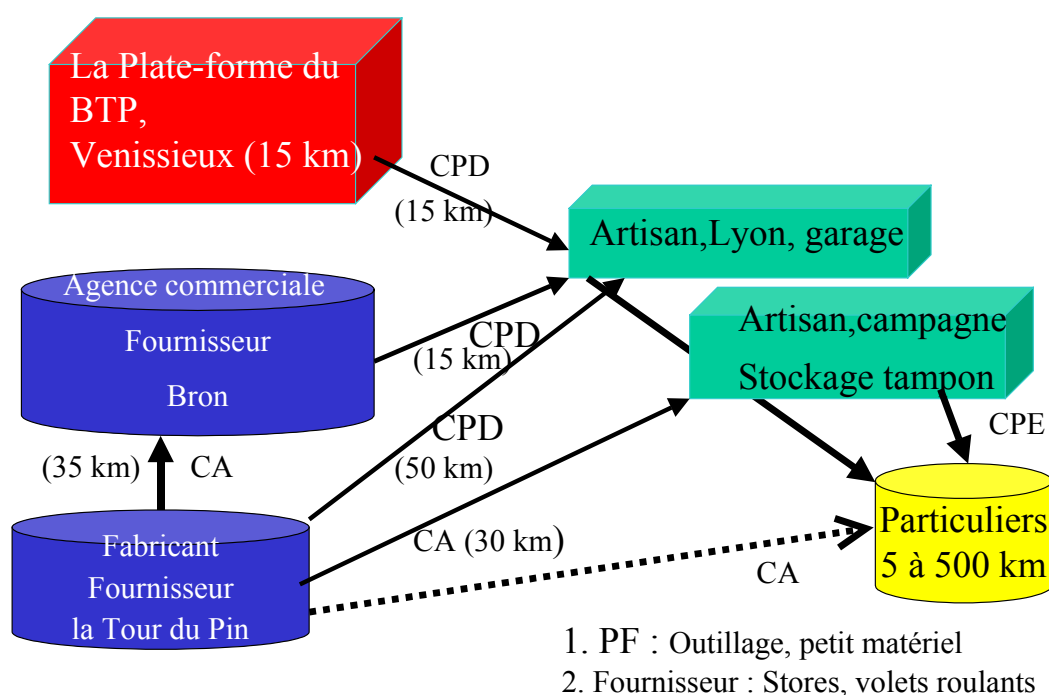 La Plate-forme du
BTP,
Venissieux (15 km)
CPD
(15 km)
Artisan,Lyon, garage
Agence commerciale
Fournisseur
Bron
CPD
(15 km)
Artisan,campagne
Stockage tampon
CPE
(35 km)
CA
CPD
(50 km)
Fabricant
Fournisseur
la Tour du Pin
CA (30 km)
CA
Particuliers
5 à 500 km
1. PF : Outillage, petit matériel
2. Fournisseur : Stores, volets roulants